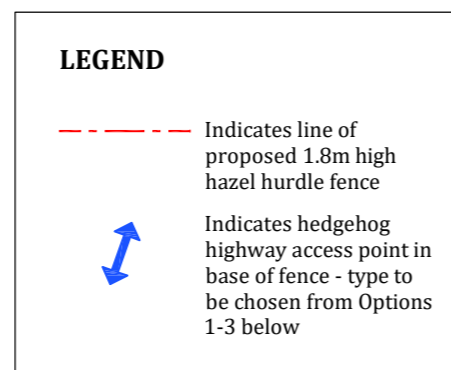 LEGEND
Indicates line of
proposed 1.8m high
hazel hurdle fence
Indicates hedgehog
highway access point in
base of fence - type to
be chosen from Options
1-3 below